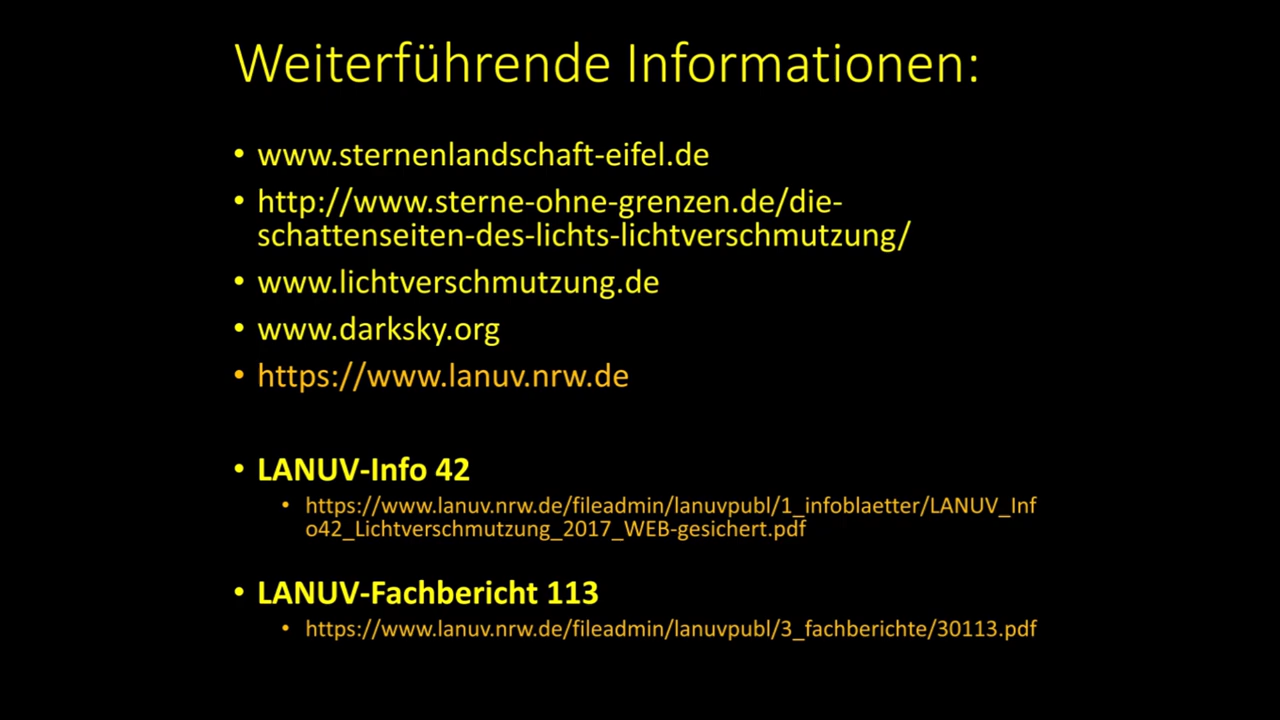 Weiterführende Informationen:
• www.sternenlandschaft-eifel.de
• http://www.sterne-ohne-grenzen.de/die-
schattenseiten-des-lichts-lichtverschmutzung/
• www.lichtverschmutzung.de
• www.darksky.org
• https://www.lanuv.nrw.de
• LANUV-Info 42
• https://www.lanuv.nrw.de/fileadmin/lanuvpubl/1_infoblaetter/LANUV_Inf
o42_Lichtverschmutzung_2017_WEB-gesichert.pdf
• LANUV-Fachbericht 113
• https://www.lanuv.nrw.de/fileadmin/lanuvpubl/3_fachberichte/30113.pdf